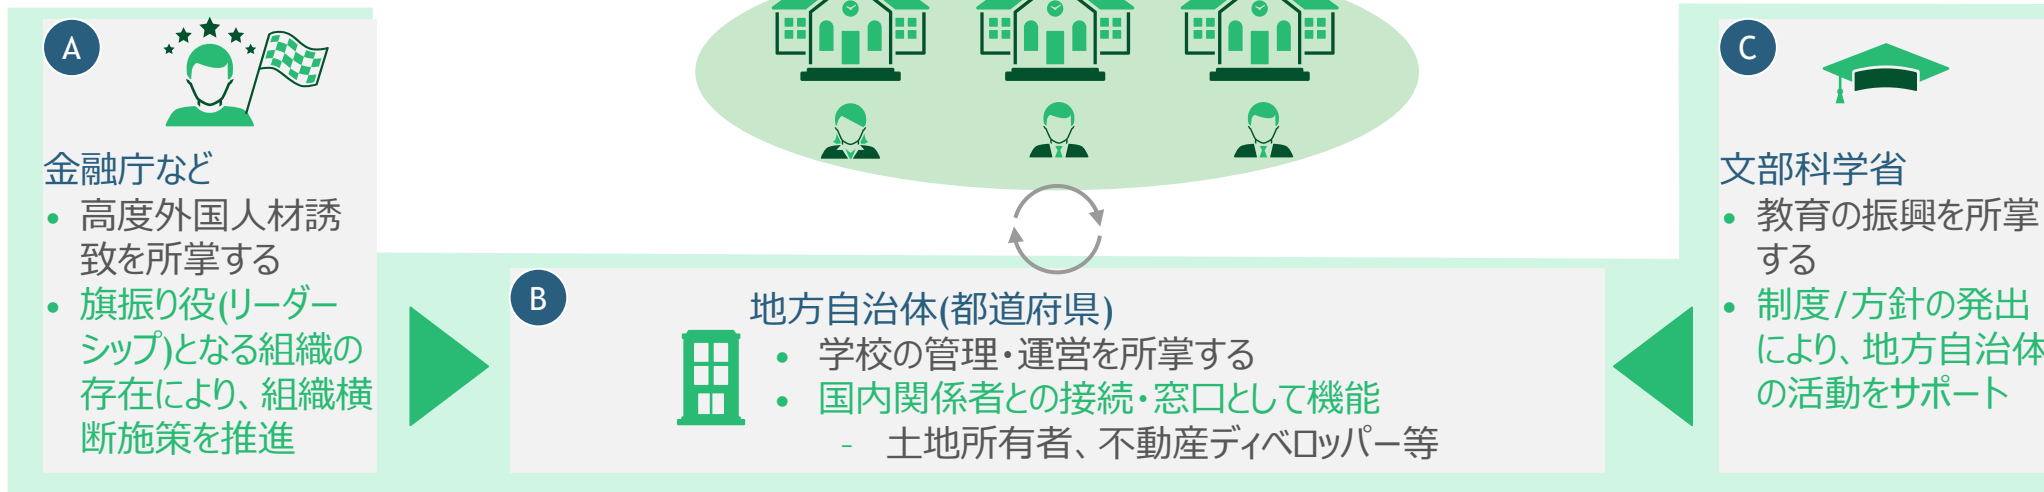 A
金融庁など
• 高度外国人材誘
致を所掌する
• 旗振り役(リーダー
シップ)となる組織の
存在により、組織横
断施策を推進
B
地方自治体(都道府県)
• 学校の管理・運営を所掌する
• 国内関係者との接続・窓口として機能
- 土地所有者、不動産ディベロッパー等
C
文部科学省
• 教育の振興を所掌
する
• 制度/方針の発出
により、地方自治体
の活動をサポート